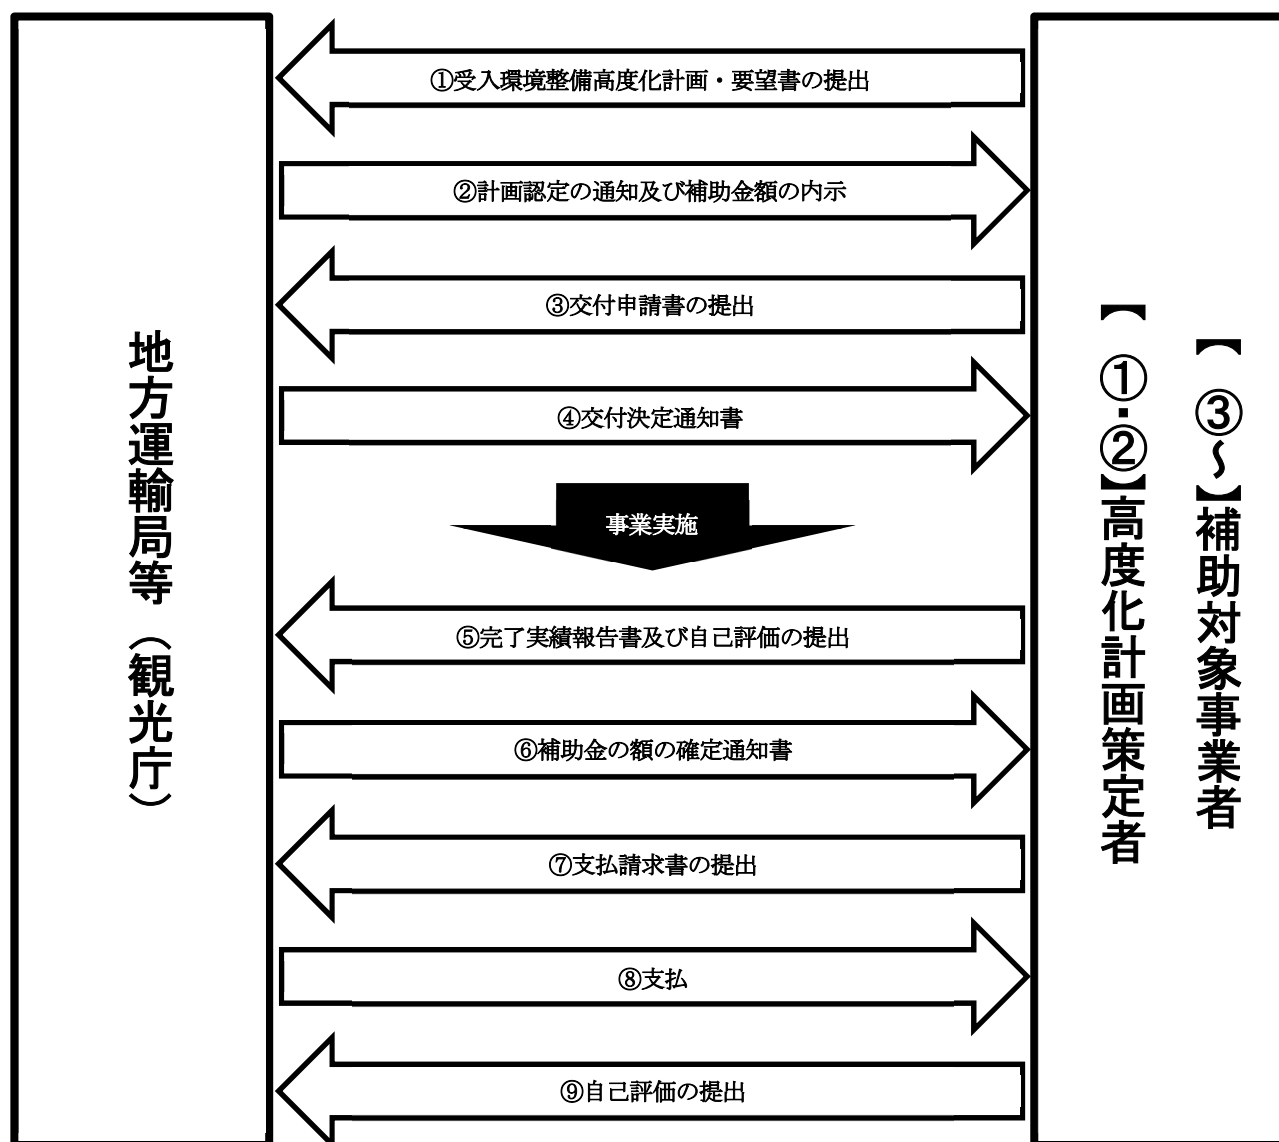 地方運輸局等（観光庁）
①受入環境整備高度化計画・要望書の提出
②計画認定の通知及び補助金額の内示
③交付申請書の提出
④交付決定通知書
事業実施
⑤完了実績報告書及び自己評価の提出
⑥補助金の額の確定通知書
⑦支払請求書の提出
⑧支払
⑨自己評価の提出
【③～】補助対象事業者
【①・②】高度化計画策定者